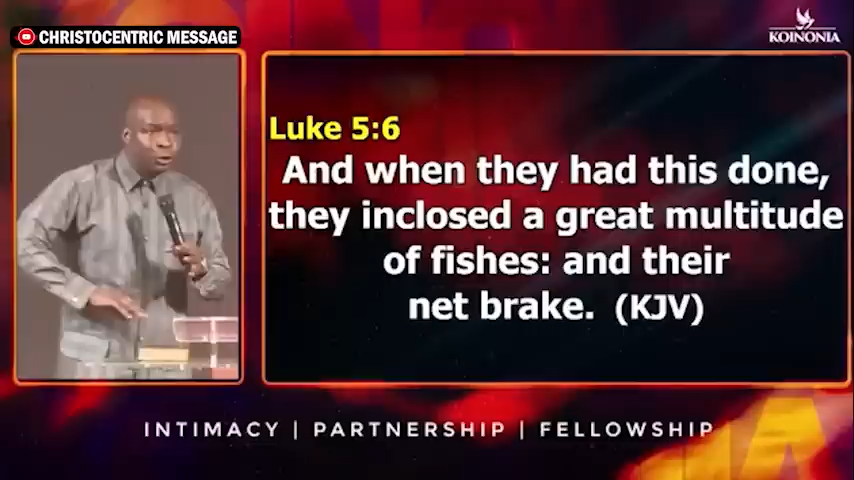 CHRISTOCENTRIC MESSAGE
KOINONIA
Luke 5:6
And when they had this done,
they inclosed a great multitude
of fishes: and their
net brake. (KJV)
INTIMACY | PARTNERSHIP | FELLOWSHIP